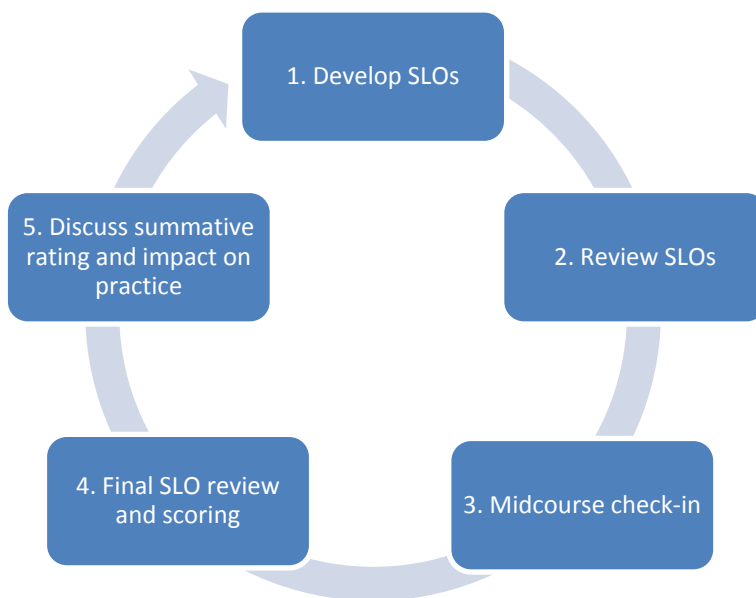 1. Develop SLOs
2. Review SLOs
3. Midcourse check-in
4. Final SLO review
and scoring
5. Discuss summative
rating and impact on
practice